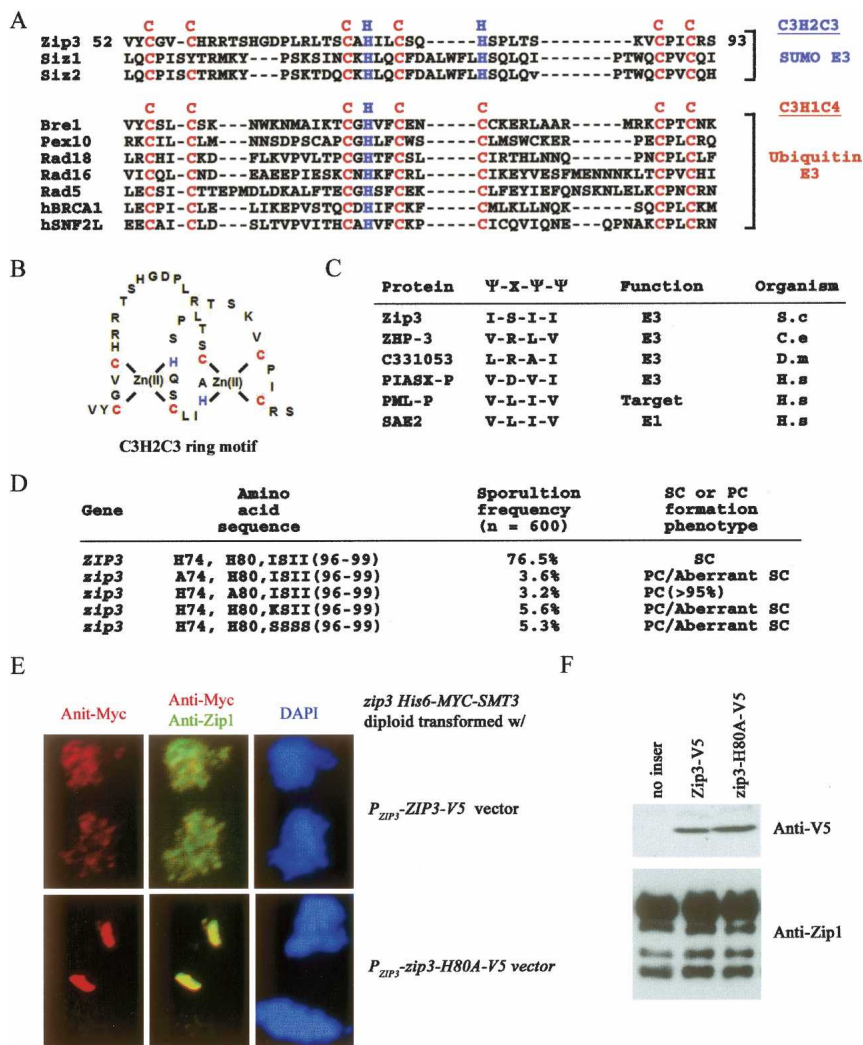 A
C C C H C H C C C3H2C3
Zip3 52 VYCGV-CHRRTSHGDPLRLTSCAHILCSQ----HSPLTS------KVCPICRS 93
Siz1 LQCPISYTRMKY---PSKSINCKHLQCFDALWFLHSQLQI----PTWQCPVCQI SUMO E3
Siz2 LQCPISCTRMKY---PSKTDQCKHLQCFDALWFLHSQLQv----PTWQCPVCQH
C C C H C C C C C3H1C4
Bre1 VYCSL-CSK---NWKNMAIKTCGHVFCEN----CCKERLAAR----MRKCPTCNK
Pex10 RKCIL-CLM---NNSDPSCAPCGHLFCWS----CLMSWCKER-----PECPLCRQ
Rad18 LRCHI-CKD---FLKVPVLTPCGHTFCSL----CIRTHLNNQ-----PNCPLCLF
Rad16 VICQL-CND---EAEEPIESKCNHKFCRL----CIKEYVESFMENNNKLTCPVCHI Ubiquitin
Rad5 LECSICTTEPMDLDKALFTECGHSFCEK----CLFEYIEFQNSKNLELKCPNCRN E3
hBRCA1 LECPI-CLE---LIKEPVSTQCDHIFCKF----CMLKLLNQK-----SQCPLCKM
hSNF2L EECAI-CLD---SLTVPVITHCAHVFCKP----CICQVIQNE--QPNAKCPLCRN
B
VYCGVCHRRTSHGDPLRLTSCAHILCSQHSPLTSKVCPICRS
Zn(II) Zn(II)
C3H2C3 ring motif
C
Protein Ψ-X-Ψ-Ψ Function Organism
Zip3 I-S-I-I E3 S.c
ZHP-3 V-R-L-V E3 C.e
C331053 L-R-A-I E3 D.m
PIASX-P V-D-V-I E3 H.s
PML-P V-L-I-V Target H.s
SAE2 V-L-I-V E1 H.s
D
Amino Sporultion SC or PC
Gene acid frequency formation
sequence (n = 600) phenotype
ZIP3 H74, H80,ISII(96-99) 76.5% SC
zip3 A74, H80,ISII(96-99) 3.6% PC/Aberrant SC
zip3 H74, A80,ISII(96-99) 3.2% PC(>95%)
zip3 H74, H80,KSII(96-99) 5.6% PC/Aberrant SC
zip3 H74, H80,SSSS(96-99) 5.3% PC/Aberrant SC
E
Anit-Myc Anti-Myc DAPI zip3 His6-MYC-SMT3
Anti-Zip1 diploid transformed w/
PZIP3-ZIP3-V5 vector
PZIP3-zip3-H80A-V5 vector
F
no inser
Zip3-V5
zip3-H80A-V5
Anti-V5
Anti-Zip1